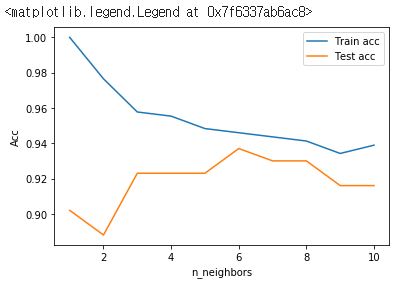 <matplotlib.legend.Legend at 0x7f6337ab6ac8>
1.00
0.98
0.96
0.94
0.92
0.90
Acc
Train acc
Test acc
2 4 6 8 10
n_neighbors